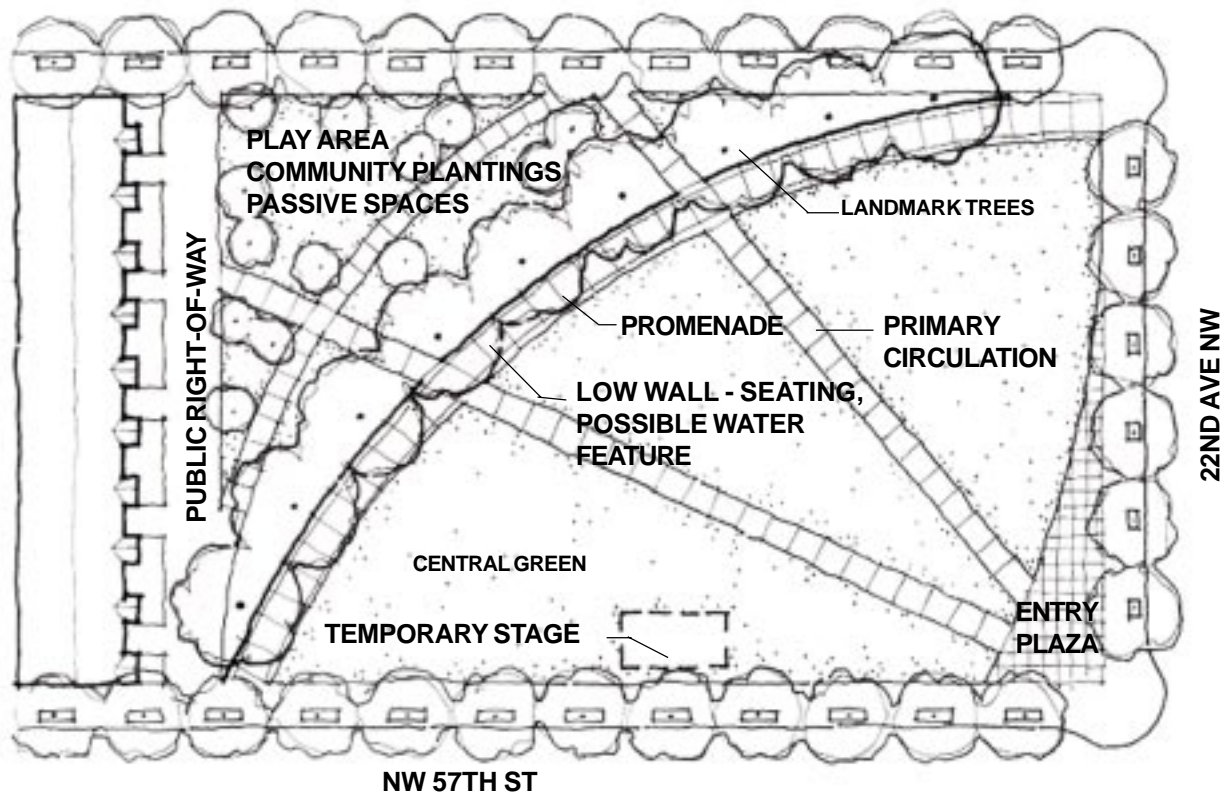 PLAY AREA
COMMUNITY PLANTINGS
PASSIVE SPACES
LANDMARK TREES
PUBLIC RIGHT-OF-WAY
PROMENADE
PRIMARY
CIRCULATION
LOW WALL - SEATING,
POSSIBLE WATER
FEATURE
22ND AVE NW
CENTRAL GREEN
TEMPORARY STAGE
ENTRY
PLAZA
NW 57TH ST